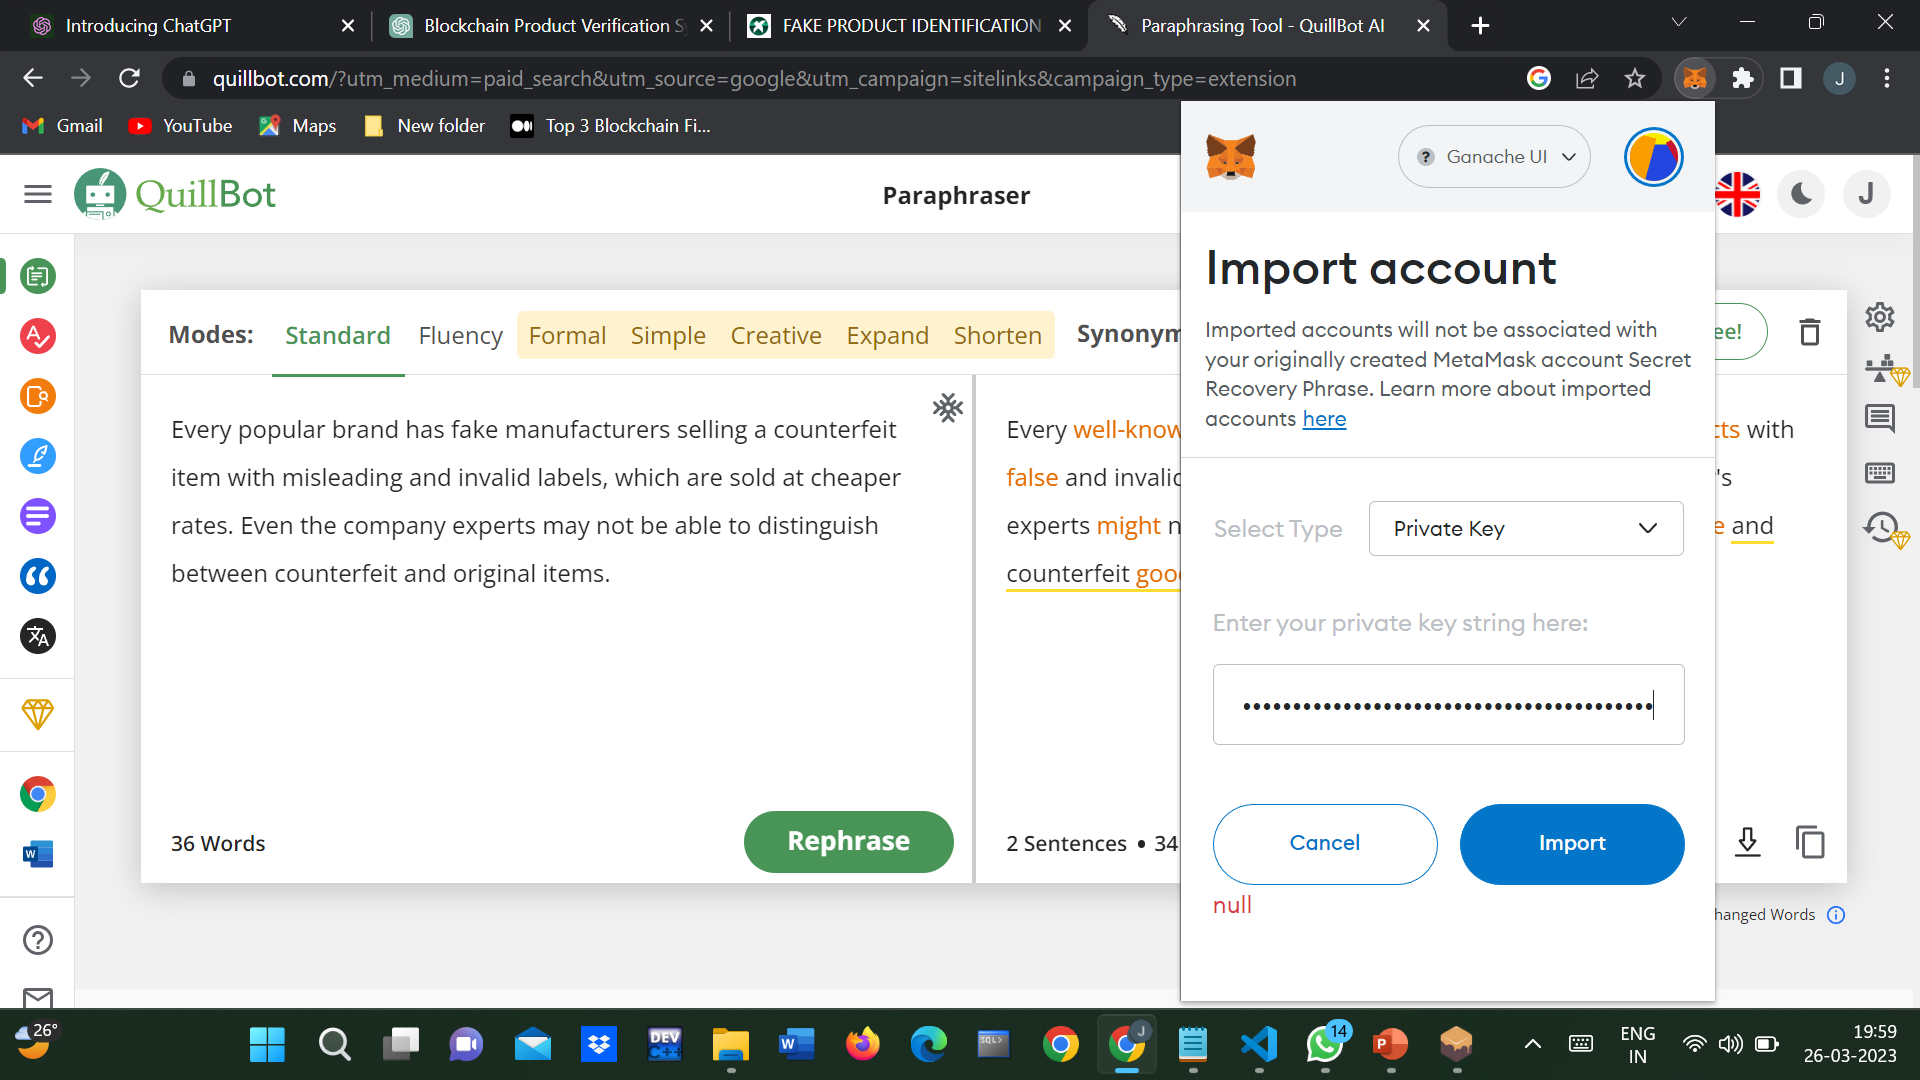 Introducing ChatGPT
Blockchain Product Verification S
FAKE PRODUCT IDENTIFICATION
Paraphrasing Tool - QuillBot AI
quillbot.com/?utm_medium=paid_search&utm_source=google&utm_campaign=sitelinks&campaign_type=extension
J
Gmail
YouTube
Maps
New folder
Top 3 Blockchain Fi...
QuillBot
Paraphraser
J
Modes:
Standard
Fluency
Formal
Simple
Creative
Expand
Shorten
Synonym
ee!
Every popular brand has fake manufacturers selling a counterfeit
item with misleading and invalid labels, which are sold at cheaper
rates. Even the company experts may not be able to distinguish
between counterfeit and original items.
36 Words
Rephrase
Every well-know
cts with
false and invalid
r's
experts might n
e and
counterfeit good
2 Sentences • 34
hanged Words
? Ganache UI
Import account
Imported accounts will not be associated with
your originally created MetaMask account Secret
Recovery Phrase. Learn more about imported
accounts here
Select Type
Private Key
Enter your private key string here:
Cancel
Import
null
26°
DEV
C++
W
SQL>
J
14
P
ENG
IN
19:59
26-03-2023